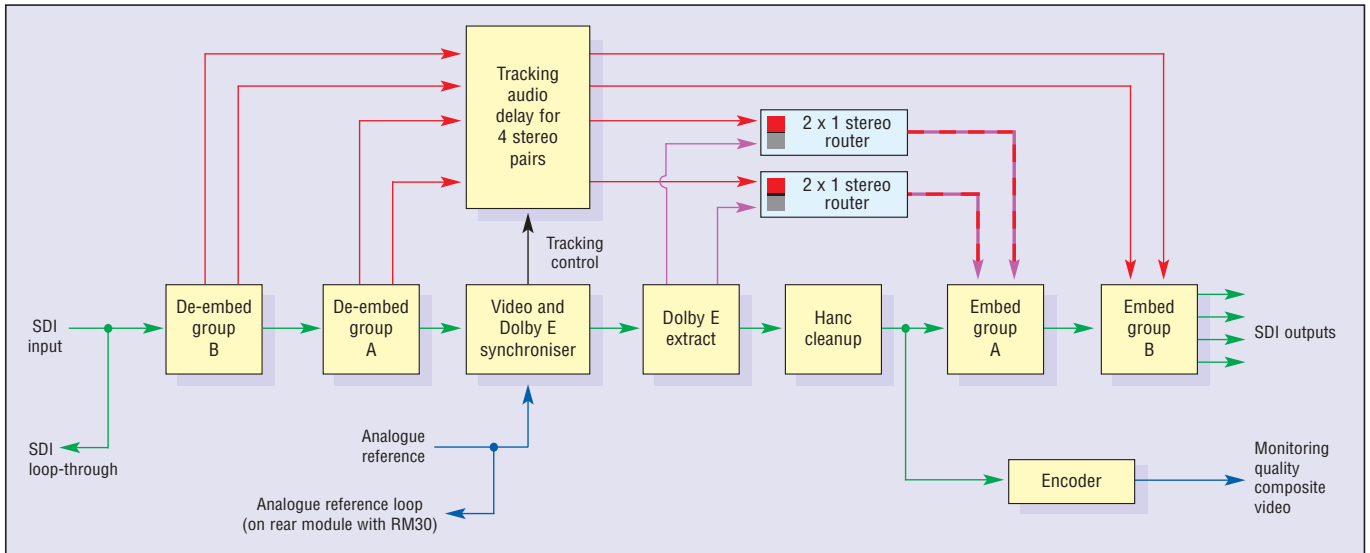 Tracking
audio
delay for
4 stereo
pairs
2 x 1 stereo
router
2 x 1 stereo
router
Tracking
control
SDI
input
De-embed
group
B
De-embed
group
A
Video and
Dolby E
synchroniser
Dolby E
extract
Hanc
cleanup
Embed
group
A
Embed
group
B
SDI outputs
SDI
loop-through
Analogue
reference
Analogue reference loop
(on rear module with RM30)
Encoder
Monitoring
quality
composite
video